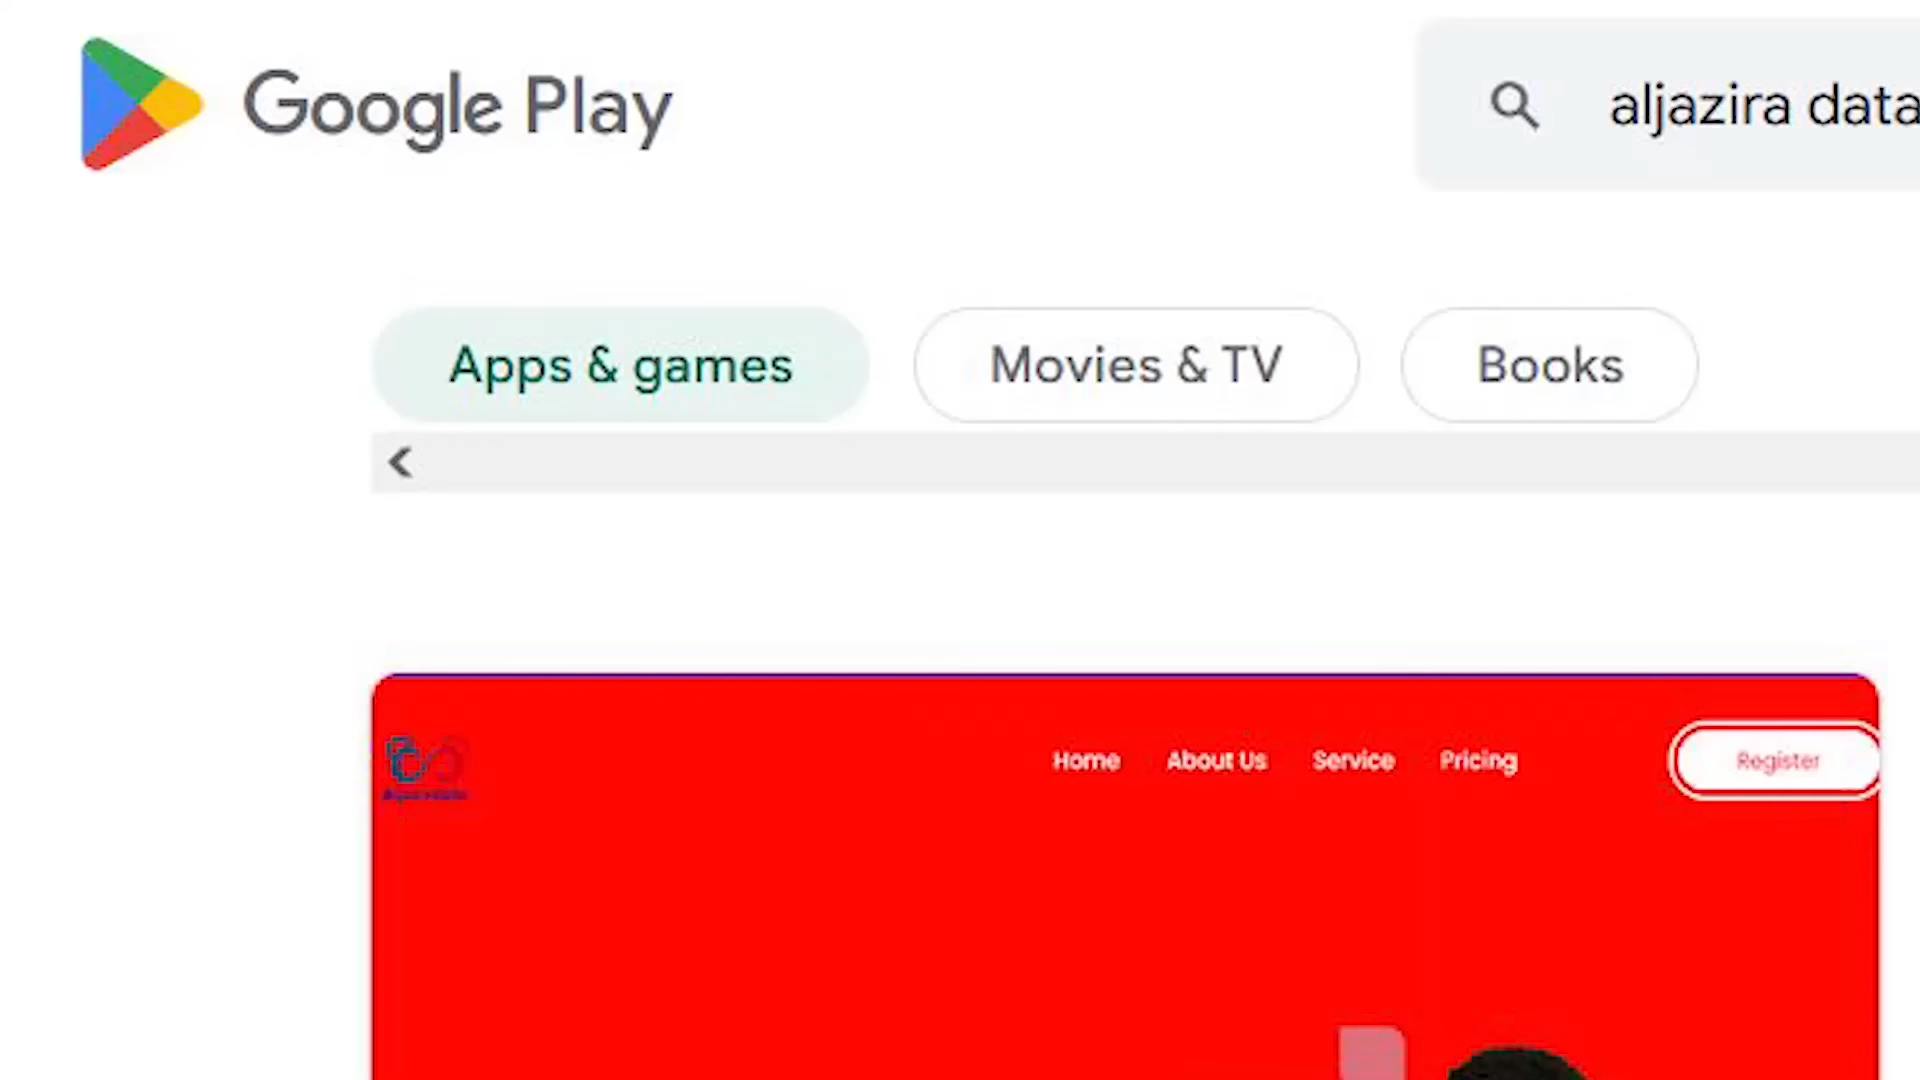 Google Play
aljazira data
Apps & games
Movies & TV
Books
Home
About Us
Service
Pricing
Register